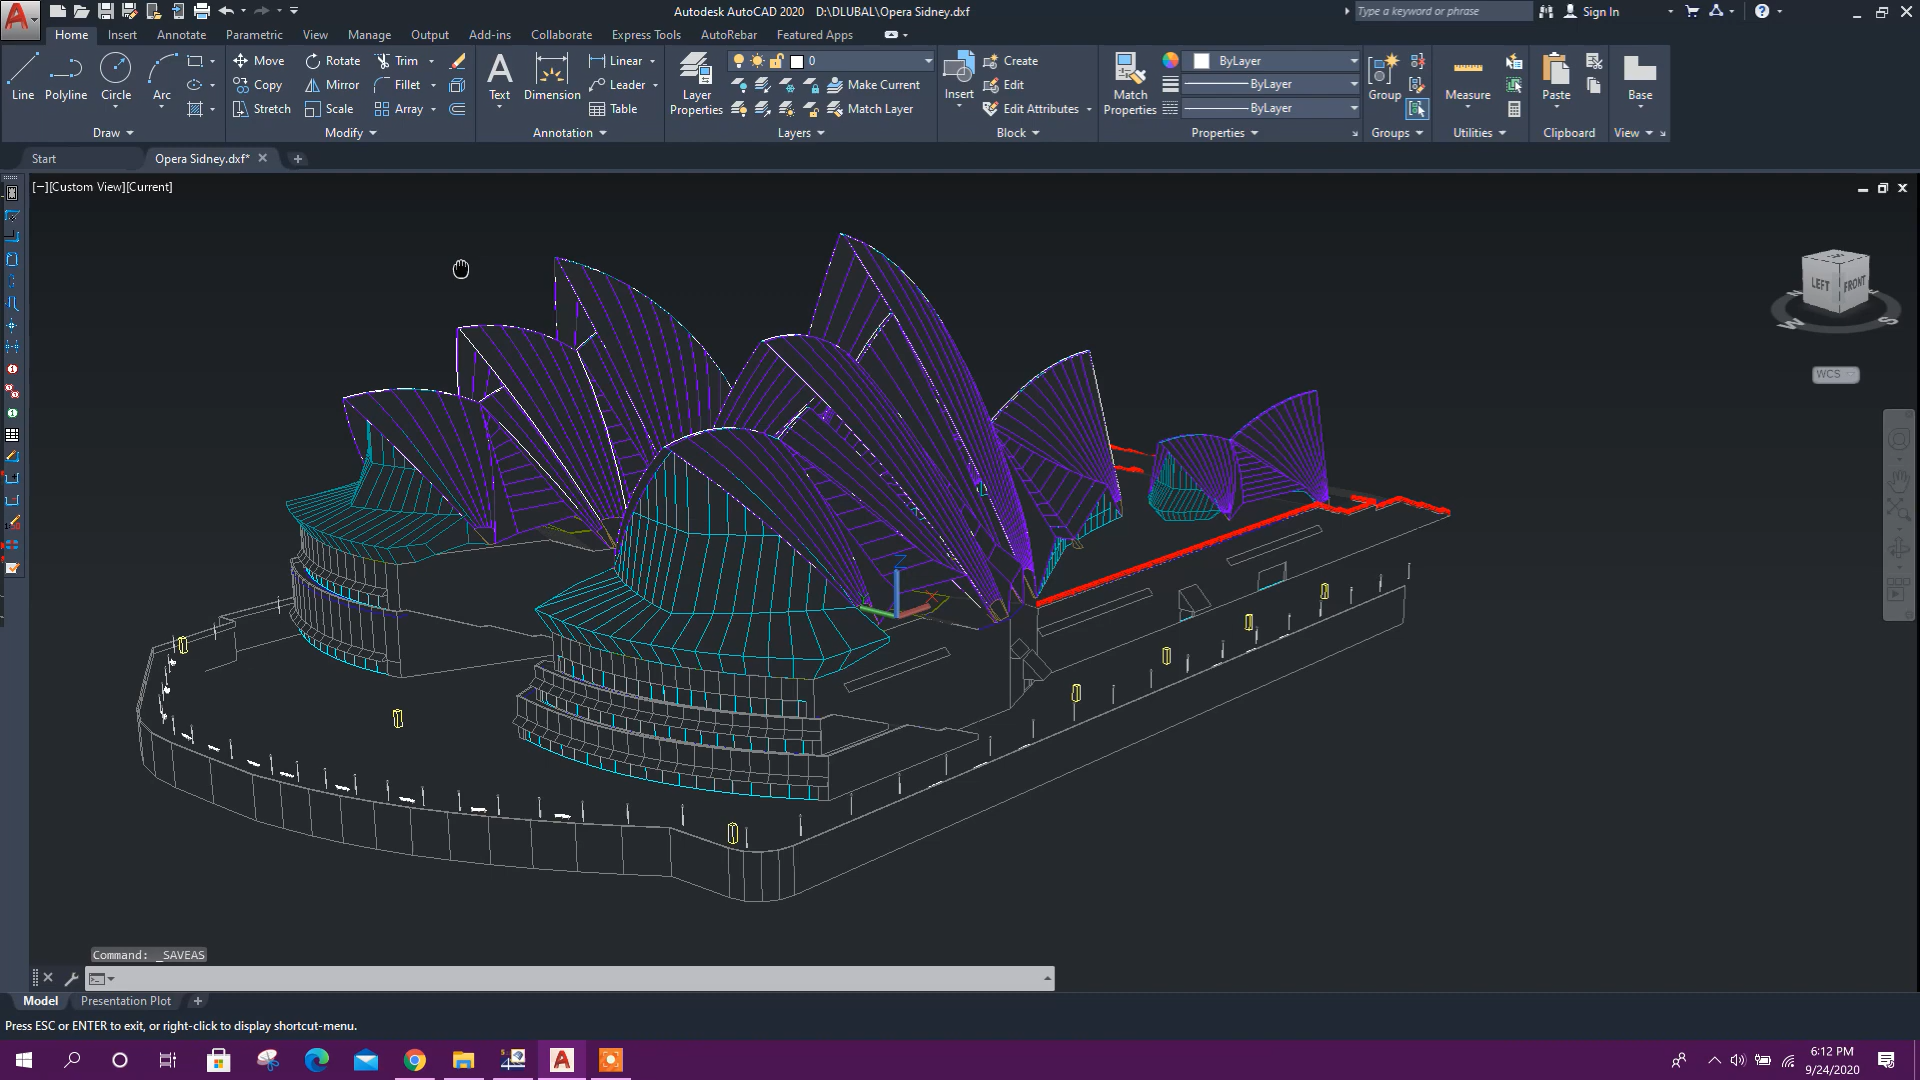 Autodesk AutoCAD 2020 D:\DLUBAL\Opera Sidney.dxf
Type a keyword or phrase
Sign In
Home Insert Annotate Parametric View Manage Output Add-ins Collaborate Express Tools AutoRebar Featured Apps
Line Polyline Circle Arc
Move Rotate Trim
Copy Mirror Fillet
Stretch Scale Array
Text Dimension
Linear
Leader
Table
Layer
Properties
0
Make Current
Match Layer
Insert
Create
Edit
Edit Attributes
Match
Properties
ByLayer
ByLayer
ByLayer
Group
Measure
Paste
Base
Draw Modify Annotation Layers Block Properties Groups Utilities Clipboard View
Start Opera Sidney.dxf*
[−][Custom View][Current]
LEFT FRONT
W S
WCS
Z
Command: _SAVEAS
Model Presentation Plot
Press ESC or ENTER to exit, or right-click to display shortcut-menu.
6:12 PM
9/24/2020